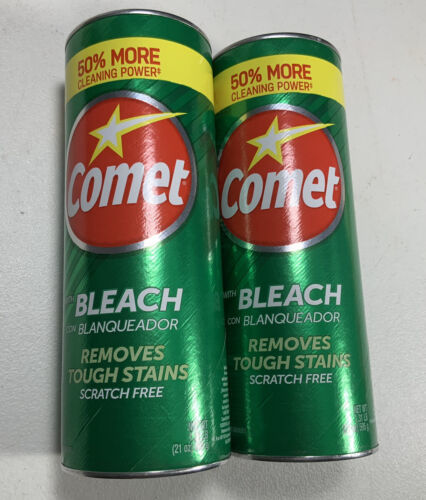 50% MORE
CLEANING POWER‡
Comet®
WITH BLEACH
CON BLANQUEADOR
REMOVES
TOUGH STAINS
SCRATCH FREE
(21 oz
50% MORE
CLEANING POWER‡
Comet
WITH BLEACH
CON BLANQUEADOR
REMOVES
TOUGH STAINS
SCRATCH FREE
NET WT